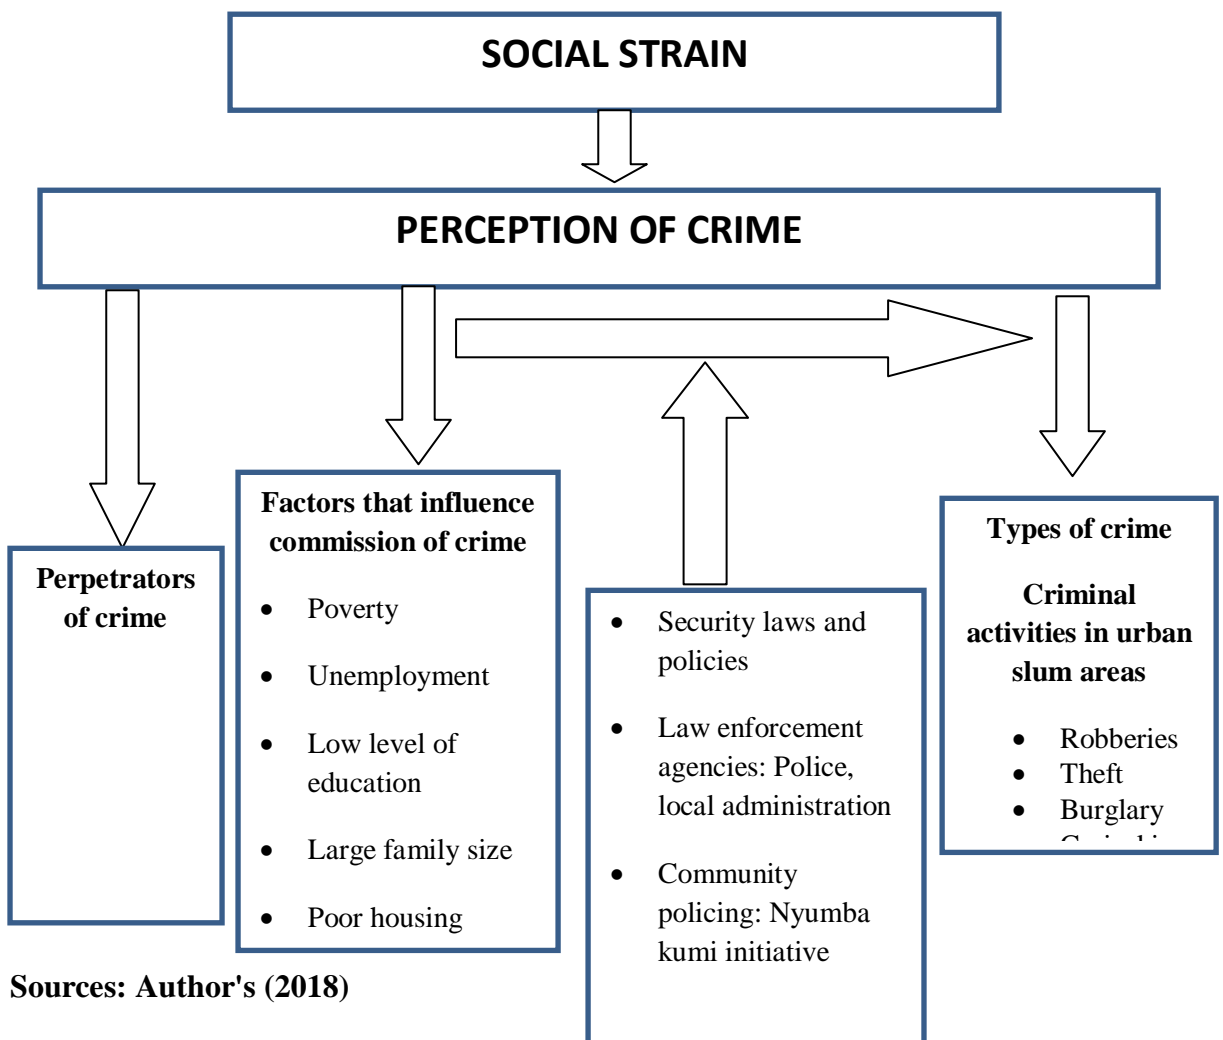 SOCIAL STRAIN
PERCEPTION OF CRIME
Perpetrators
of crime
Factors that influence
commission of crime
• Poverty
• Unemployment
• Low level of
education
• Large family size
• Poor housing
• Security laws and
policies
• Law enforcement
agencies: Police,
local administration
• Community
policing: Nyumba
kumi initiative
Types of crime
Criminal
activities in urban
slum areas
• Robberies
• Theft
• Burglary
Sources: Author's (2018)